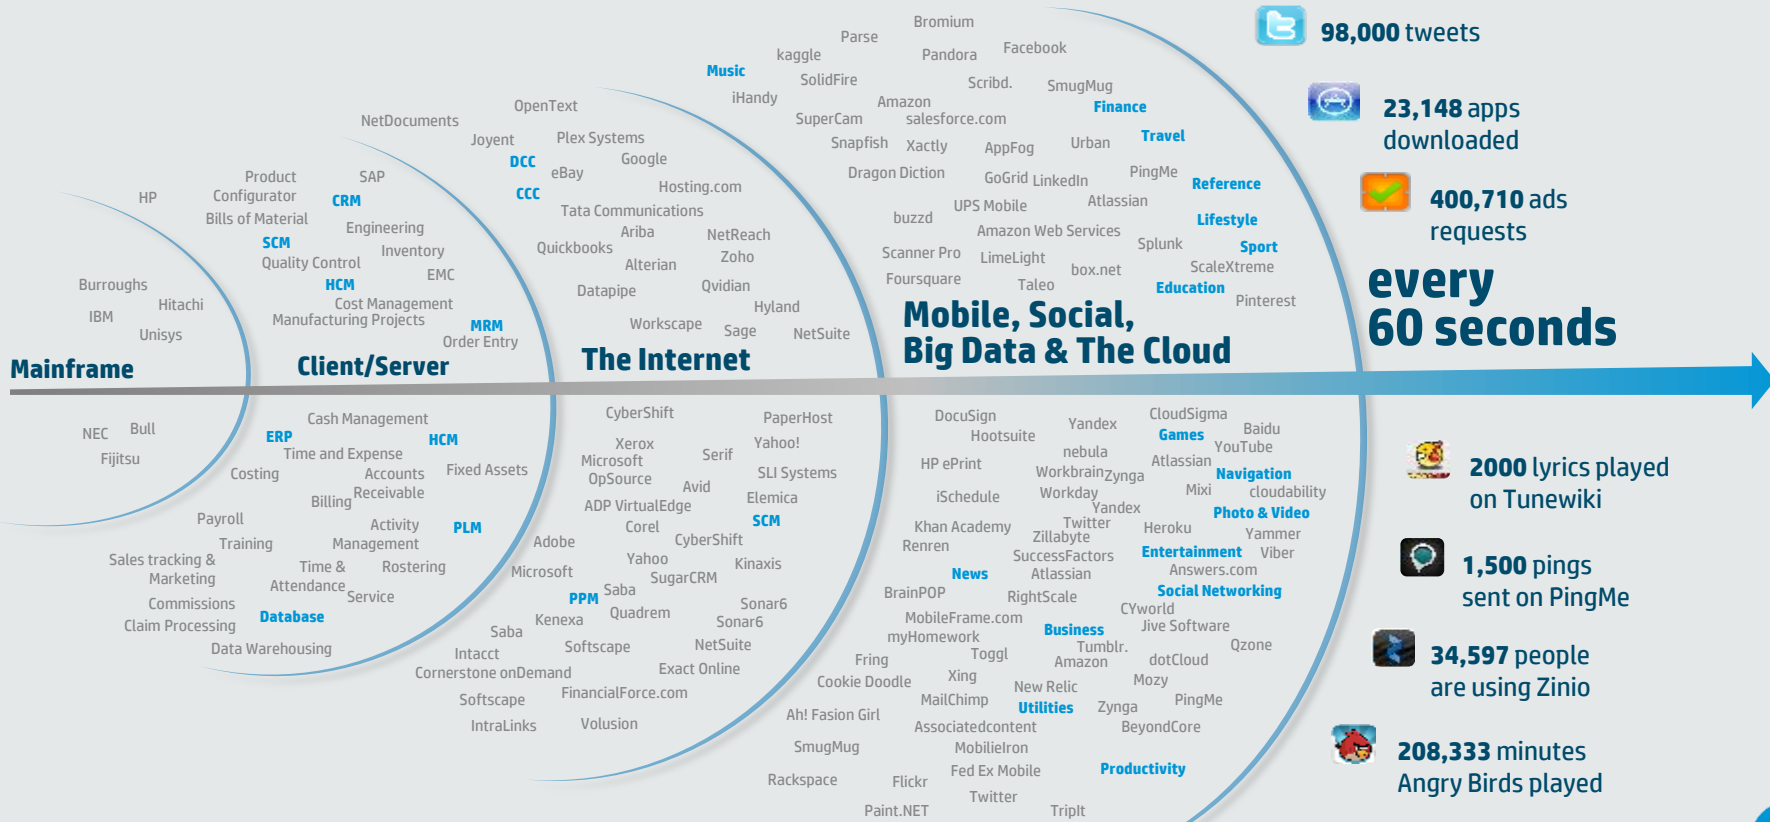 Mainframe
HP
Burroughs
Hitachi
IBM
Unisys
NEC
Bull
Fijitsu
Client/Server
Product
Configurator
SAP
CRM
Bills of Material
Engineering
SCM
Inventory
Quality Control
EMC
HCM
Cost Management
Manufacturing Projects
MRM
Order Entry
Cash Management
ERP
HCM
Time and Expense
Costing
Accounts
Receivable
Fixed Assets
Billing
Payroll
Activity
Management
PLM
Training
Sales tracking &
Marketing
Time &
Attendance
Rostering
Service
Commissions
Database
Claim Processing
Data Warehousing
The Internet
NetDocuments
OpenText
Joyent
Plex Systems
DCC
Google
eBay
CCC
Hosting.com
Tata Communications
Ariba
NetReach
Quickbooks
Zoho
Alterian
Datapipe
Qvidian
Hyland
Workscape
Sage
NetSuite
CyberShift
PaperHost
Xerox
Yahoo!
Microsoft
Serif
OpSource
SLI Systems
Avid
Elemica
ADP VirtualEdge
SCM
Corel
CyberShift
Adobe
Yahoo
Kinaxis
Microsoft
SugarCRM
Saba
PPM
Sonar6
Kenexa
Quadrem
Sonar6
Saba
Softscape
NetSuite
Intacct
Exact Online
Cornerstone onDemand
Softscape
FinancialForce.com
IntraLinks
Volusion
Mobile, Social,
Big Data & The Cloud
Bromium
Parse
kaggle
Pandora
Facebook
Music
SolidFire
Scribd.
SmugMug
iHandy
Amazon
Finance
SuperCam
salesforce.com
Travel
Snapfish
Xactly
AppFog
Urban
Dragon Diction
GoGrid
LinkedIn
PingMe
Reference
UPS Mobile
Atlassian
buzzd
Lifestyle
Amazon Web Services
Splunk
Sport
Scanner Pro
LimeLight
box.net
ScaleXtreme
Foursquare
Taleo
Education
Pinterest
DocuSign
Yandex
CloudSigma
Hootsuite
Games
Baidu
nebula
YouTube
HP ePrint
Workbrain
Zynga
Atlassian
Navigation
iSchedule
Workday
Mixi
cloudability
Yandex
Photo & Video
Khan Academy
Twitter
Heroku
Yammer
Renren
Zillabyte
SuccessFactors
Entertainment
Viber
News
Atlassian
Answers.com
BrainPOP
RightScale
Social Networking
CYworld
MobileFrame.com
Business
Jive Software
myHomework
Tumblr.
Qzone
Fring
Toggl
Amazon
dotCloud
Cookie Doodle
Xing
New Relic
Mozy
MailChimp
Utilities
Zynga
PingMe
Ah! Fasion Girl
Associatedcontent
BeyondCore
SmugMug
MobilieIron
Rackspace
Flickr
Fed Ex Mobile
Productivity
Twitter
Paint.NET
TripIt
98,000 tweets
23,148 apps
downloaded
400,710 ads
requests
every
60 seconds
2000 lyrics played
on Tunewiki
1,500 pings
sent on PingMe
34,597 people
are using Zinio
208,333 minutes
Angry Birds played